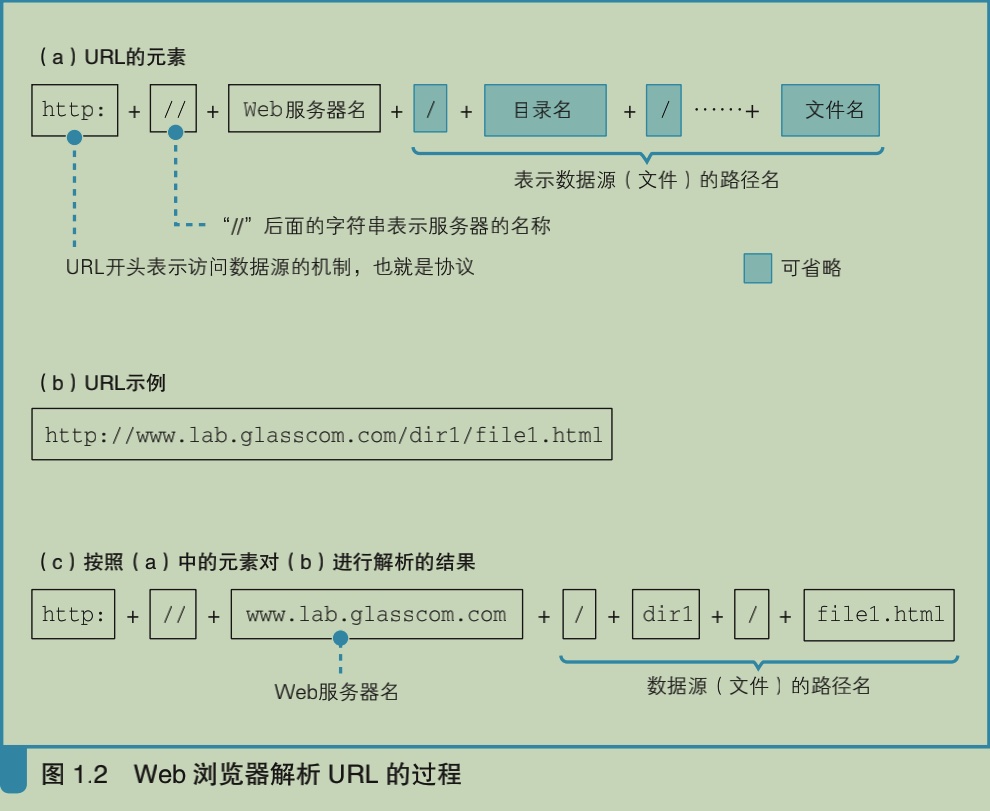 （a）URL的元素
http: + // + Web服务器名 + / + 目录名 + / ······+ 文件名
表示数据源（文件）的路径名
“//”后面的字符串表示服务器的名称
URL开头表示访问数据源的机制，也就是协议
可省略
（b）URL示例
http://www.lab.glasscom.com/dir1/file1.html
（c）按照（a）中的元素对（b）进行解析的结果
http: + // + www.lab.glasscom.com + / + dir1 + / + file1.html
数据源（文件）的路径名
Web服务器名
图 1.2 Web 浏览器解析 URL 的过程